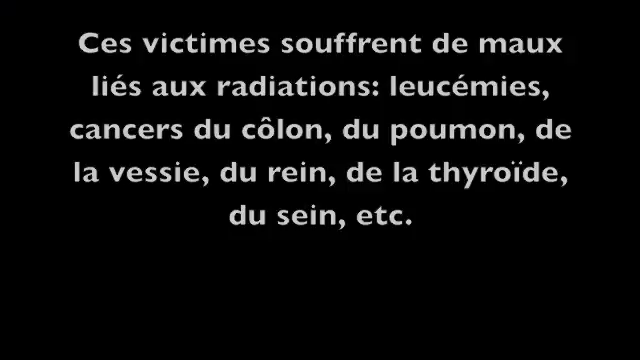 Ces victimes souffrent de maux
liés aux radiations: leucémies,
cancers du côlon, du poumon, de
la vessie, du rein, de la thyroïde,
du sein, etc.